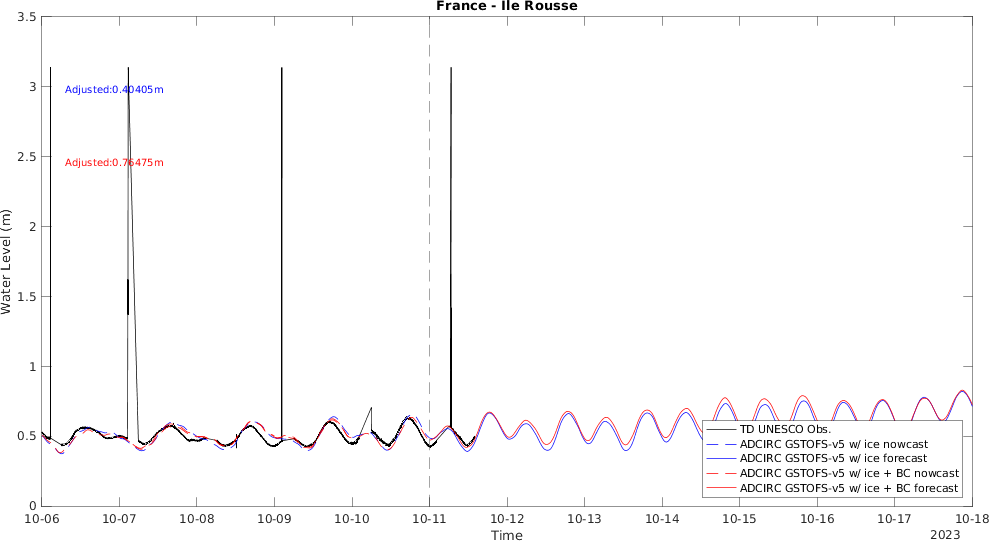 France - Ile Rousse
3.5
3
2.5
2
1.5
1
0.5
0
Water Level (m)
Adjusted:0.40405m
Adjusted:0.76475m
TD UNESCO Obs.
ADCIRC GSTOFS-v5 w/ ice nowcast
ADCIRC GSTOFS-v5 w/ ice forecast
ADCIRC GSTOFS-v5 w/ ice + BC nowcast
ADCIRC GSTOFS-v5 w/ ice + BC forecast
10-06 10-07 10-08 10-09 10-10 10-11 10-12 10-13 10-14 10-15 10-16 10-17 10-18
Time
2023